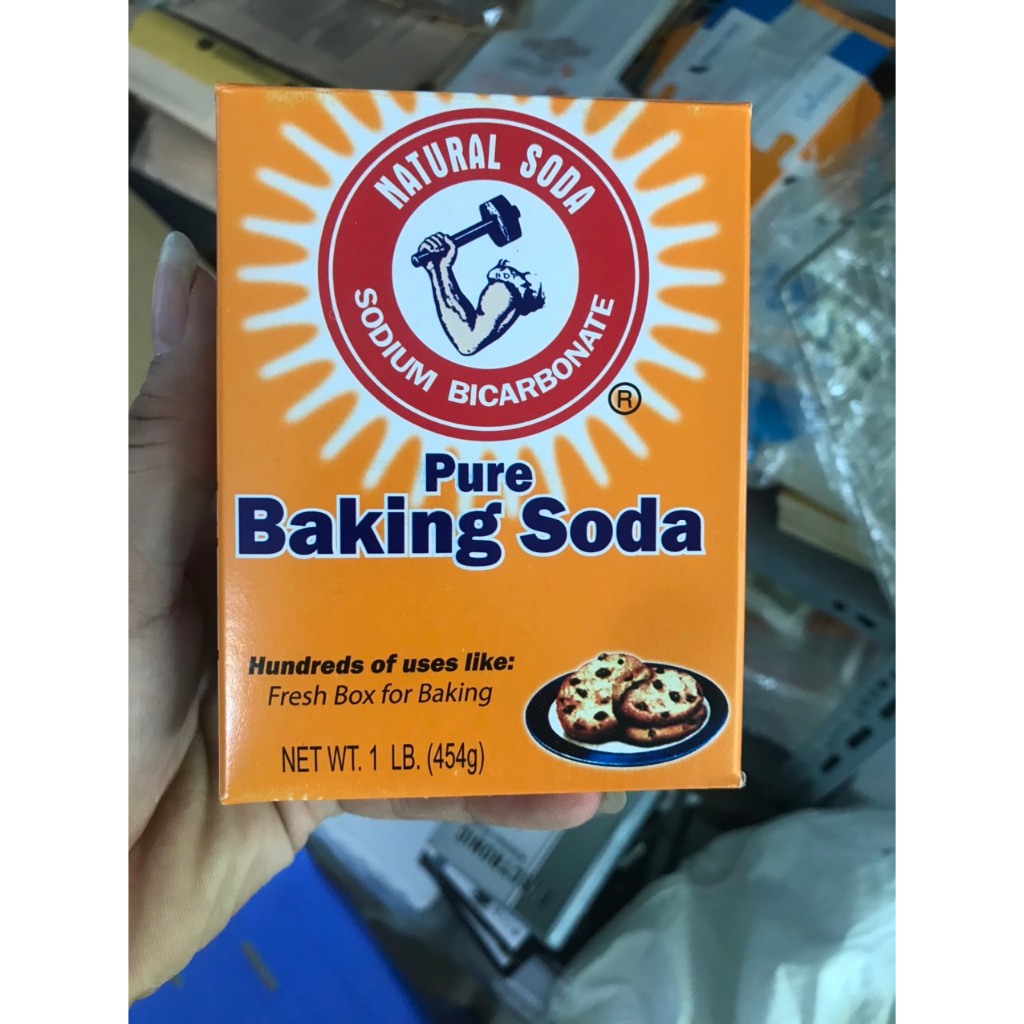 NATURAL SODA
SODIUM BICARBONATE
®
Pure
Baking Soda
Hundreds of uses like:
Fresh Box for Baking
NET WT. 1 LB. (454g)